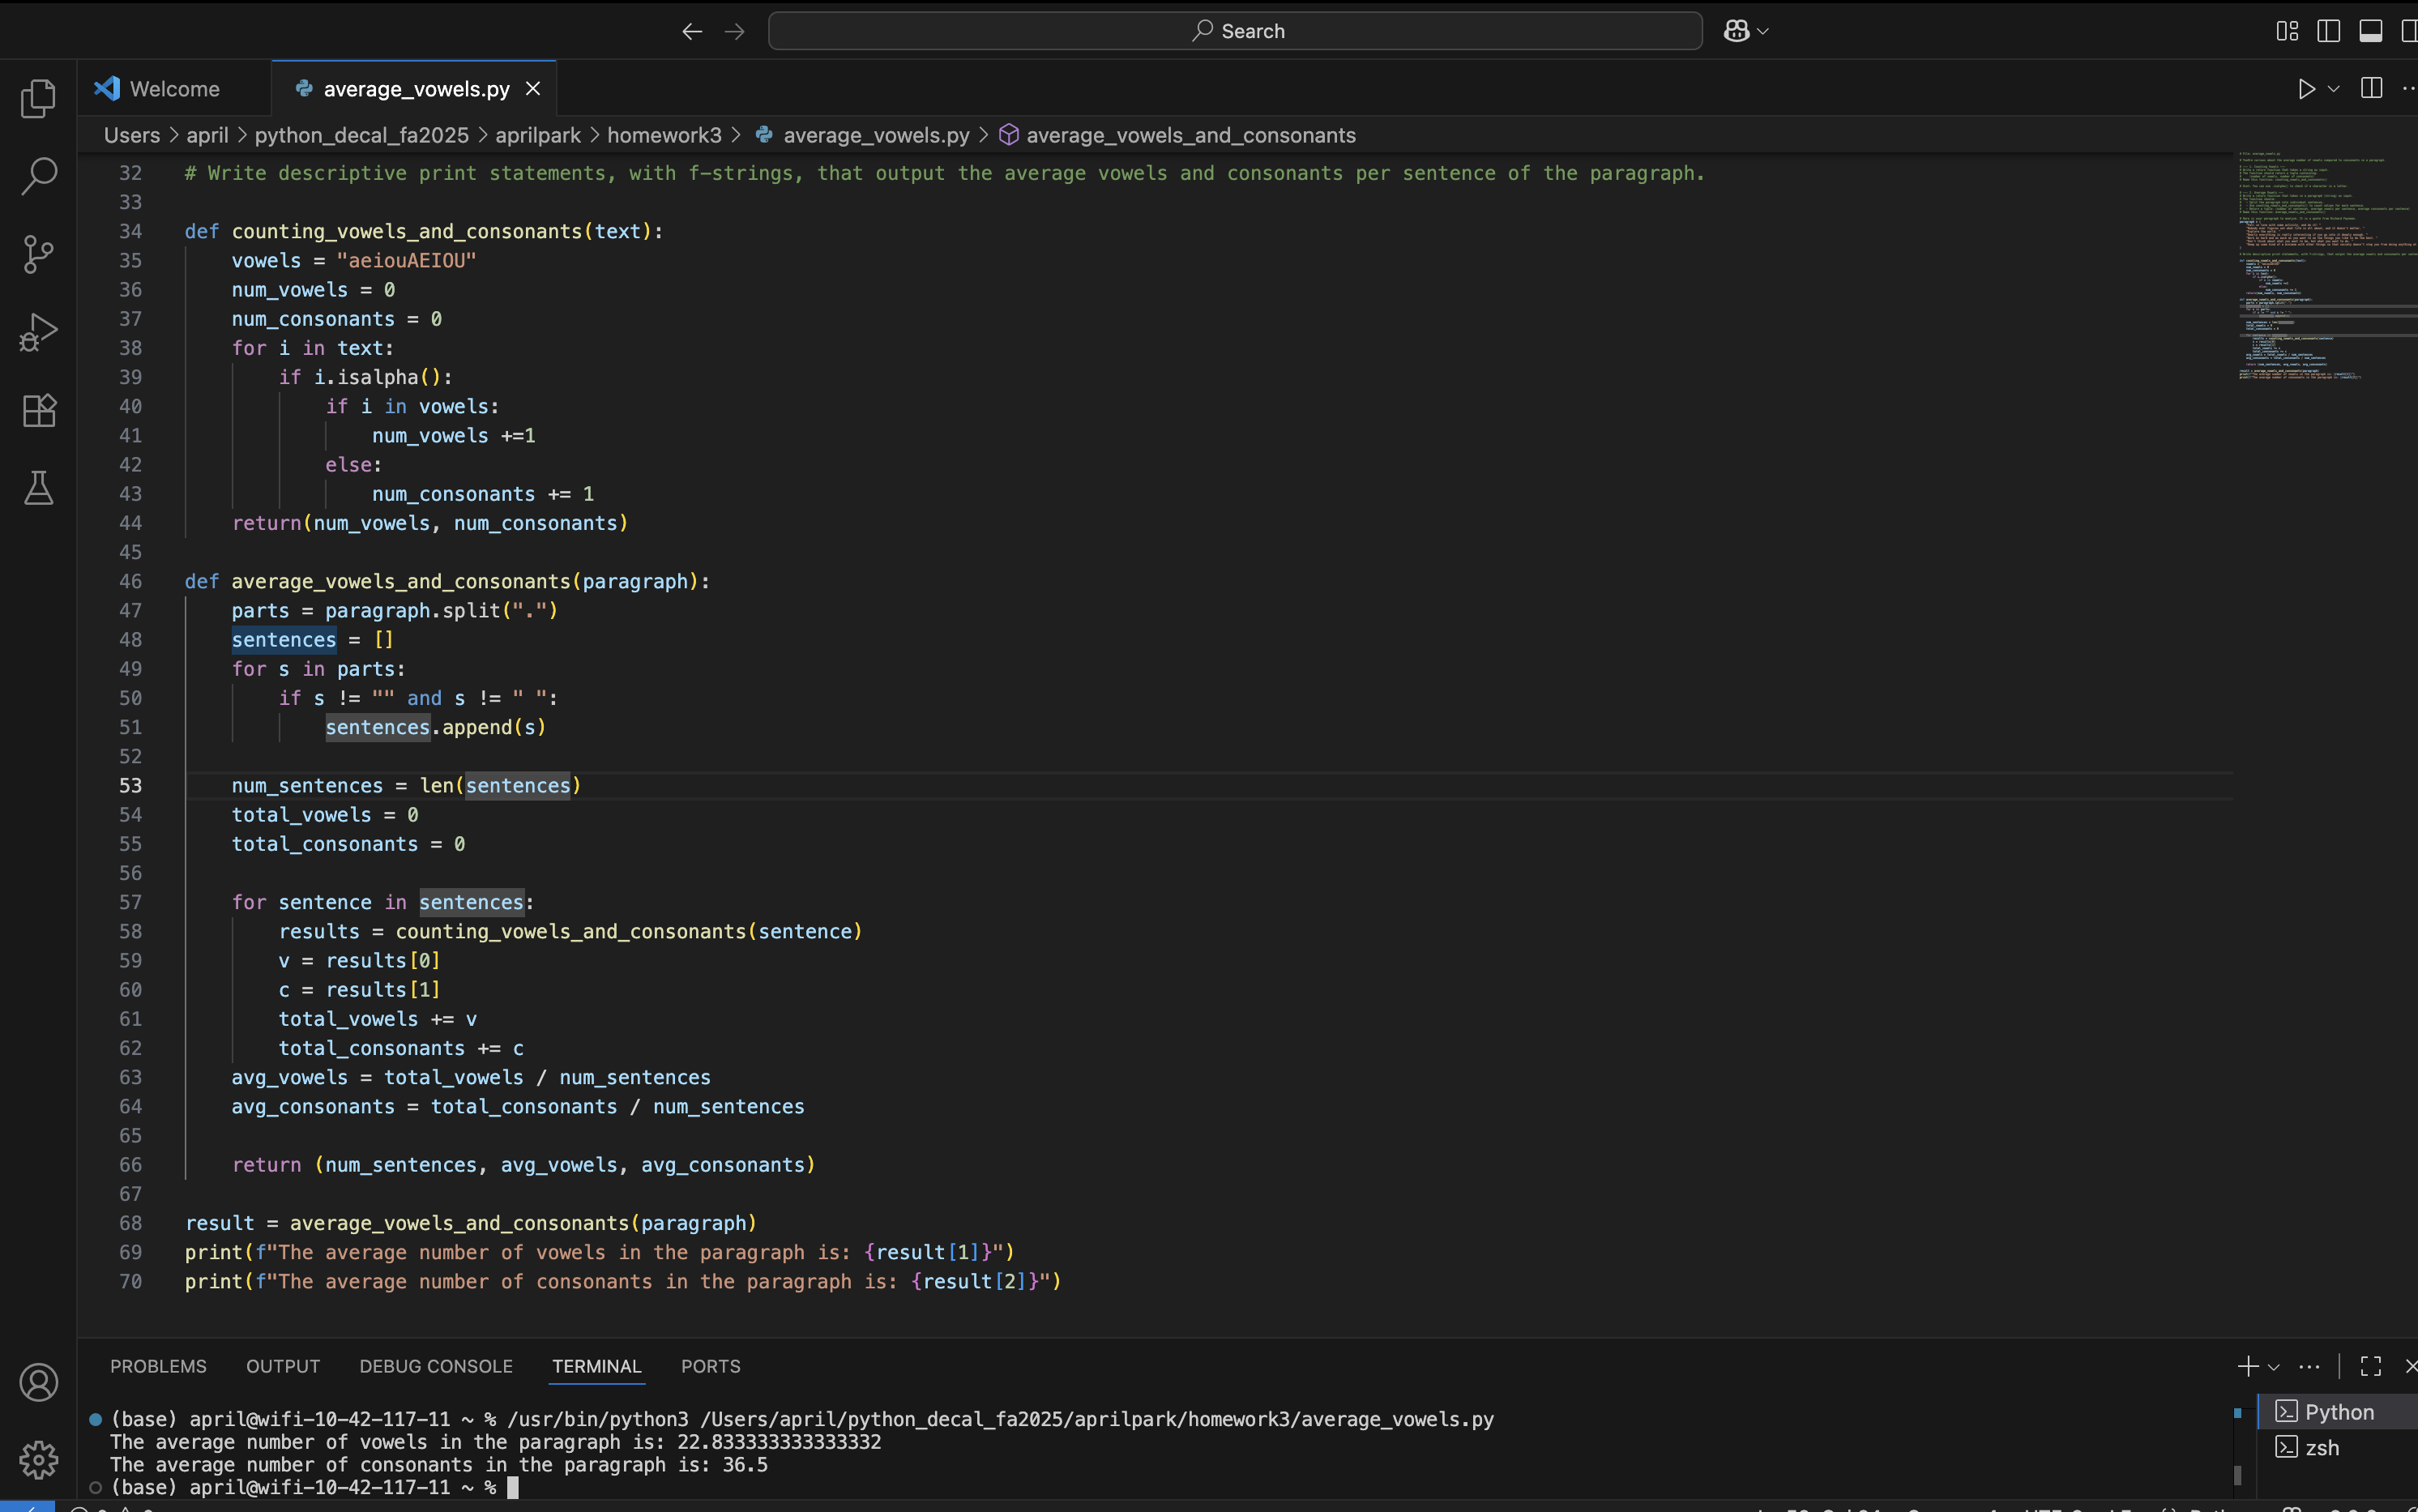 Search
Welcome
average_vowels.py
Users > april > python_decal_fa2025 > aprilpark > homework3 > average_vowels.py > average_vowels_and_consonants
32 # Write descriptive print statements, with f-strings, that output the average vowels and consonants per sentence of the paragraph.
33
34 def counting_vowels_and_consonants(text):
35     vowels = "aeiouAEIOU"
36     num_vowels = 0
37     num_consonants = 0
38     for i in text:
39         if i.isalpha():
40             if i in vowels:
41                 num_vowels +=1
42             else:
43                 num_consonants += 1
44     return(num_vowels, num_consonants)
45
46 def average_vowels_and_consonants(paragraph):
47     parts = paragraph.split(".")
48     sentences = []
49     for s in parts:
50         if s != "" and s != " ":
51             sentences.append(s)
52
53     num_sentences = len(sentences)
54     total_vowels = 0
55     total_consonants = 0
56
57     for sentence in sentences:
58         results = counting_vowels_and_consonants(sentence)
59         v = results[0]
60         c = results[1]
61         total_vowels += v
62         total_consonants += c
63     avg_vowels = total_vowels / num_sentences
64     avg_consonants = total_consonants / num_sentences
65
66     return (num_sentences, avg_vowels, avg_consonants)
67
68 result = average_vowels_and_consonants(paragraph)
69 print(f"The average number of vowels in the paragraph is: {result[1]}")
70 print(f"The average number of consonants in the paragraph is: {result[2]}")
PROBLEMS OUTPUT DEBUG CONSOLE TERMINAL PORTS
(base) april@wifi-10-42-117-11 ~ % /usr/bin/python3 /Users/april/python_decal_fa2025/aprilpark/homework3/average_vowels.py
The average number of vowels in the paragraph is: 22.833333333333332
The average number of consonants in the paragraph is: 36.5
(base) april@wifi-10-42-117-11 ~ %
Python
zsh